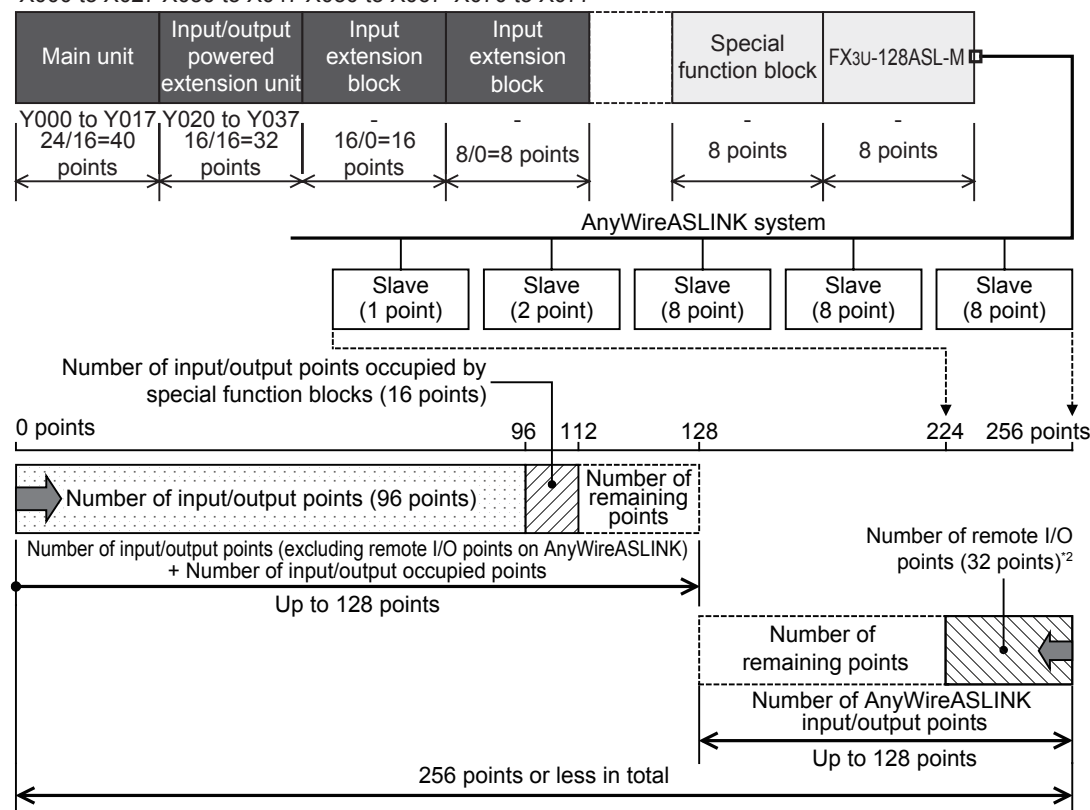 X000 to X027 X030 to X047 X050 to X067 X070 to X077
Main unit
Input/output
powered
extension unit
Input
extension
block
Input
extension
block
Special
function block
FX3U-128ASL-M
Y000 to Y017
24/16=40
points
Y020 to Y037
16/16=32
points
-
16/0=16
points
-
8/0=8 points
-
8 points
-
8 points
AnyWireASLINK system
Slave
(1 point)
Slave
(2 point)
Slave
(8 point)
Slave
(8 point)
Slave
(8 point)
Number of input/output points occupied by
special function blocks (16 points)
0 points 96 112 128 224 256 points
Number of input/output points (96 points)
Number of
remaining
points
Number of input/output points (excluding remote I/O points on AnyWireASLINK)
+ Number of input/output occupied points
Up to 128 points
Number of remote I/O
points (32 points)*2
Number of
remaining points
Number of AnyWireASLINK
input/output points
Up to 128 points
256 points or less in total